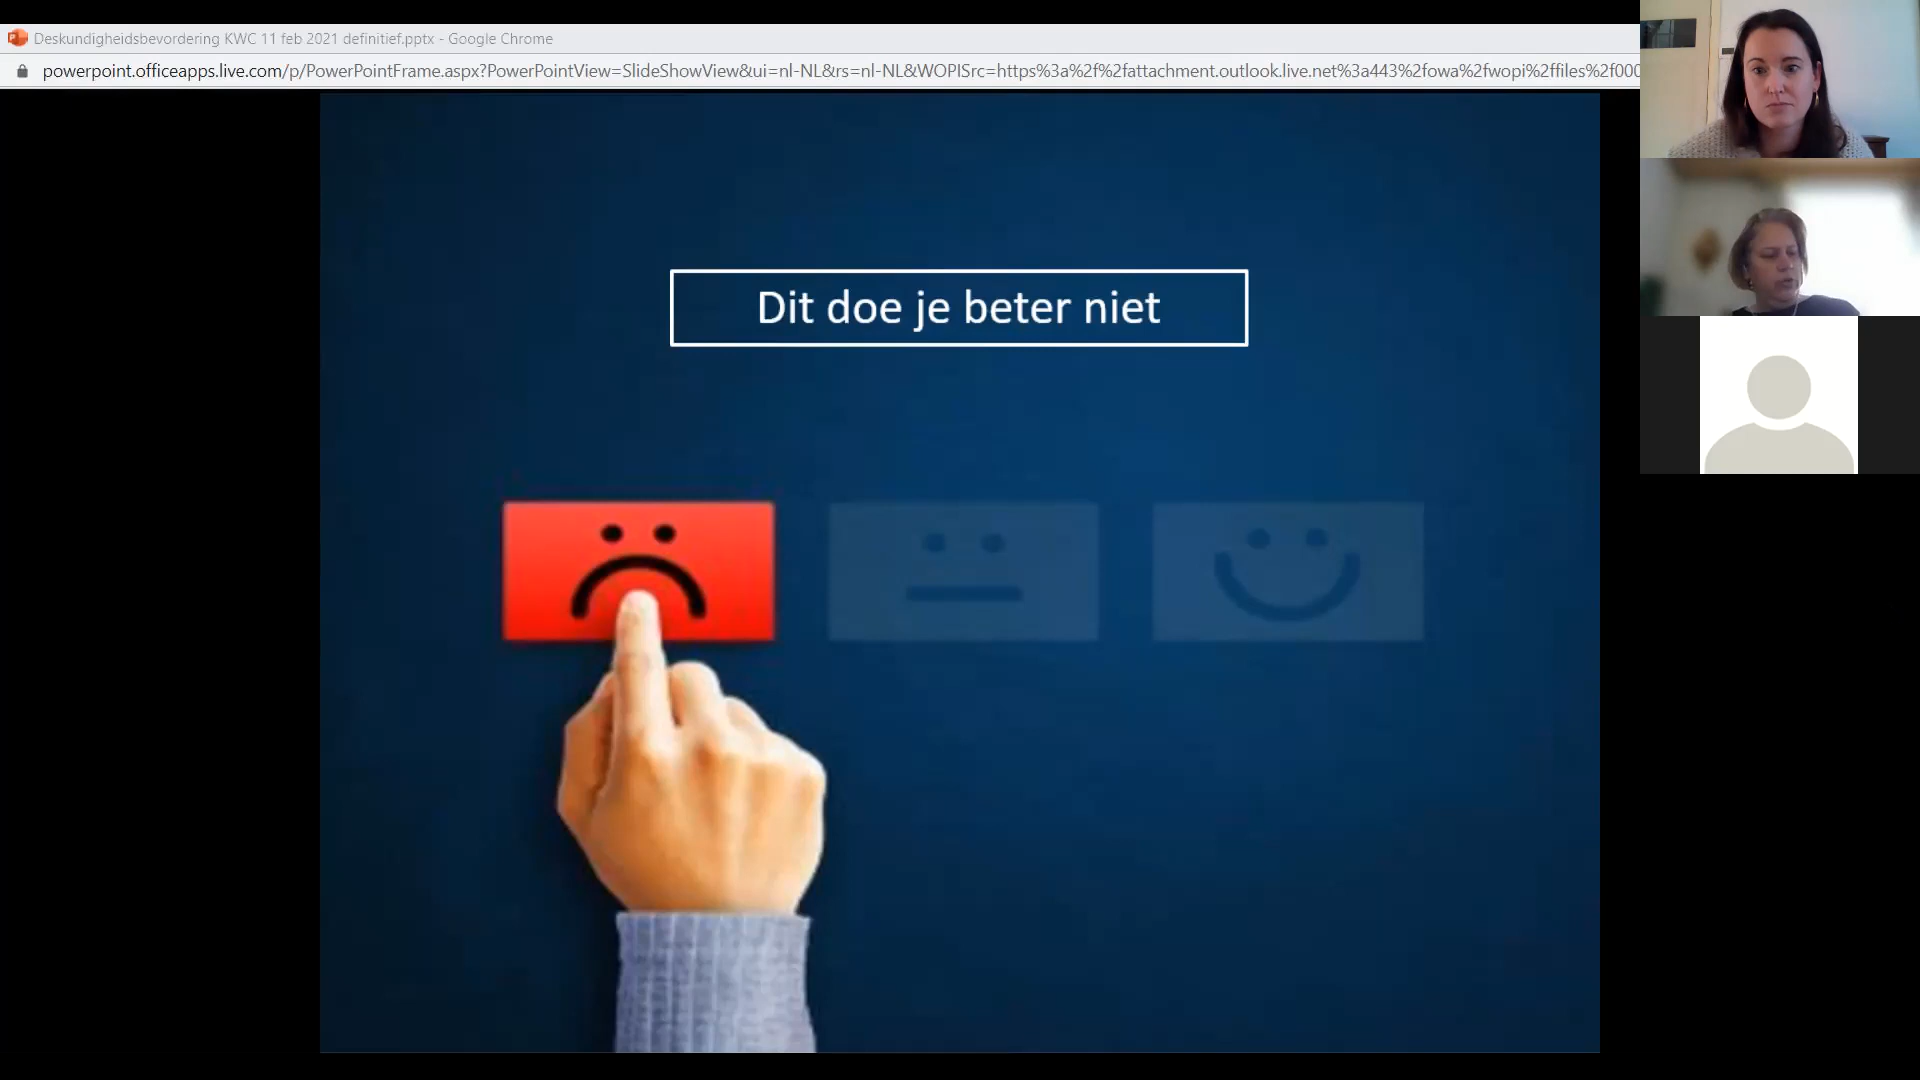 Deskundigheidsbevordering KWC 11 feb 2021 definitief.pptx - Google Chrome
powerpoint.officeapps.live.com/p/PowerPointFrame.aspx?PowerPointView=SlideShowView&ui=nl-NL&rs=nl-NL&WOPISrc=https%3a%2f%2fattachment.outlook.live.net%3a443%2fowa%2fwopi%2ffiles%2f000
Dit doe je beter niet